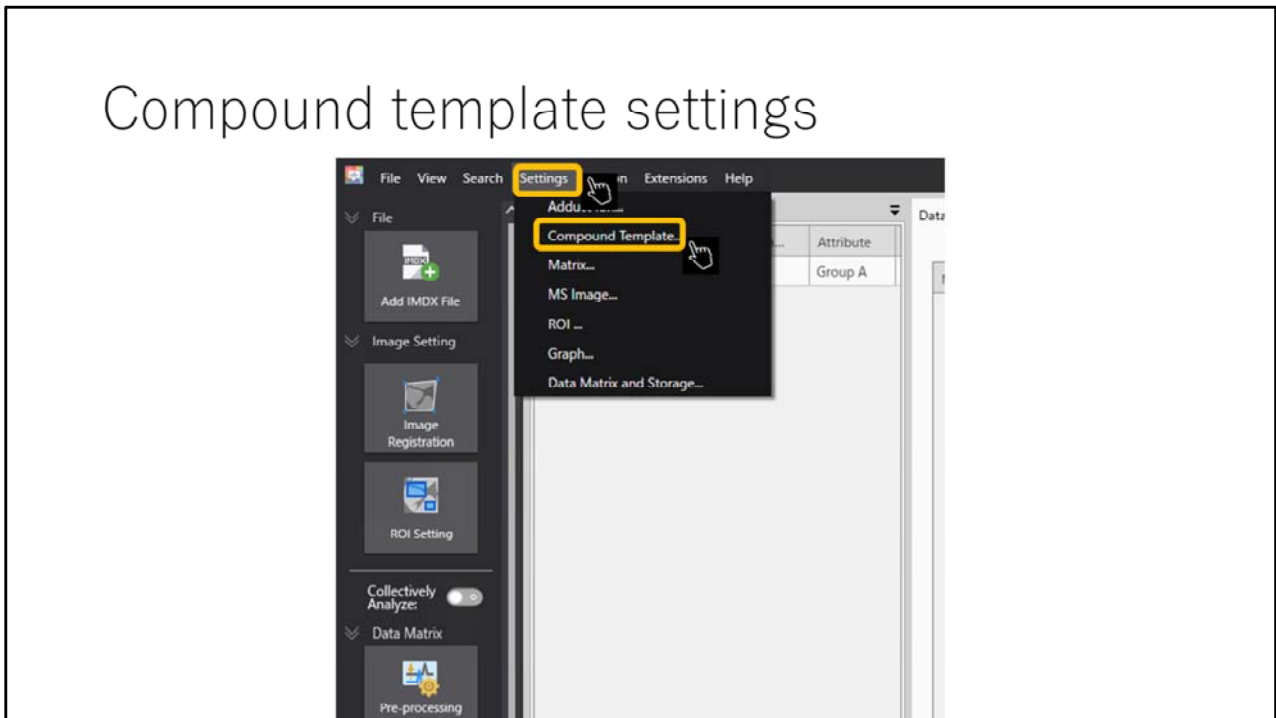 Compound template settings
File View Search Settings Extensions Help
File
Compound Template...
Matrix...
MS Image...
ROI ...
Graph...
Data Matrix and Storage...
Attribute
Group A
Data
IMDX
Add IMDX File
Image Setting
Image
Registration
ROI Setting
Collectively
Analyze:
Data Matrix
Pre-processing